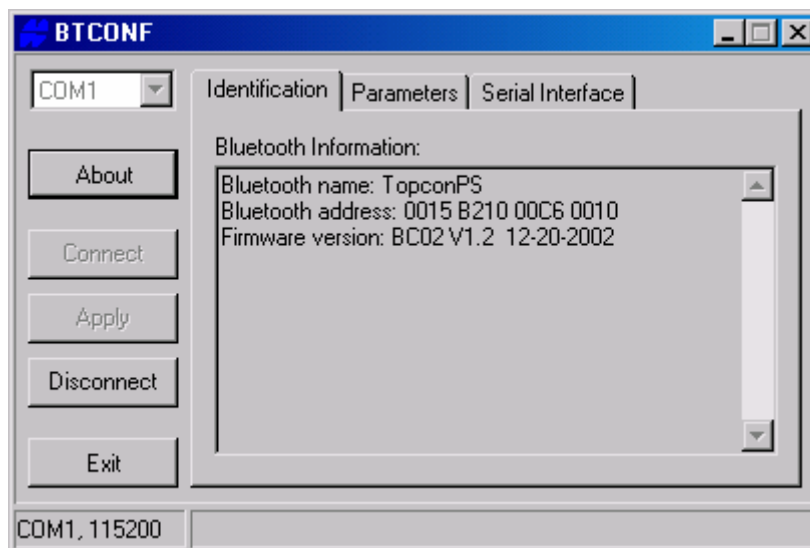 BTCONF
COM1
Identification
Parameters
Serial Interface
Bluetooth Information:
Bluetooth name: TopconPS
Bluetooth address: 0015 B210 00C6 0010
Firmware version: BC02 V1.2  12-20-2002
About
Connect
Apply
Disconnect
Exit
COM1, 115200